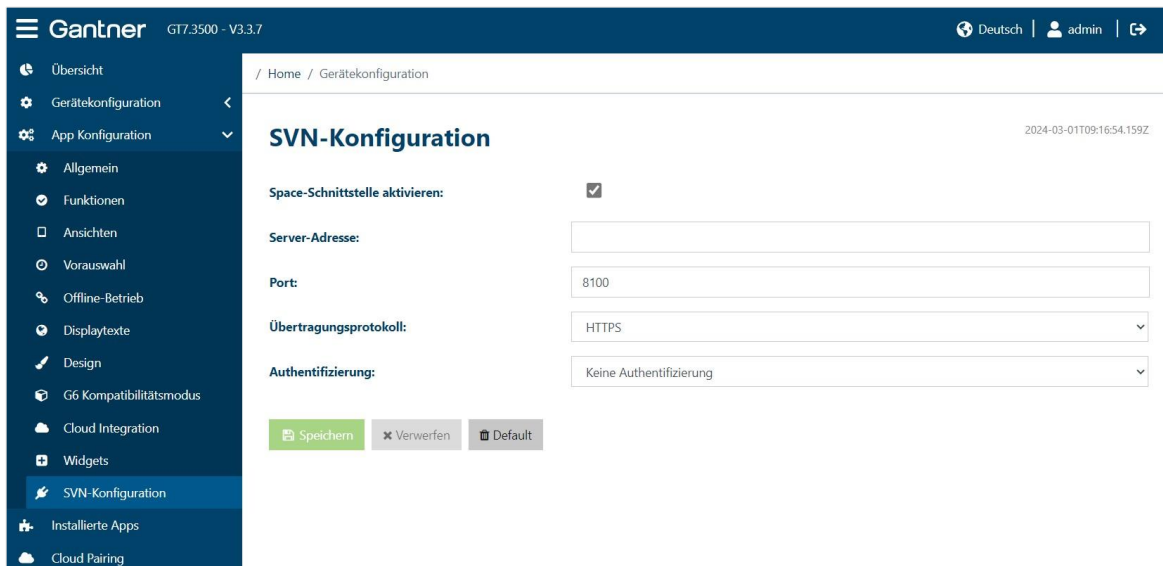 Gantner GT7.3500 - V3.3.7 Deutsch admin
Übersicht
Gerätekonfiguration
App Konfiguration
Allgemein
Funktionen
Ansichten
Vorauswahl
Offline-Betrieb
Displaytexte
Design
G6 Kompatibilitätsmodus
Cloud Integration
Widgets
SVN-Konfiguration
Installierte Apps
Cloud Pairing
/ Home / Gerätekonfiguration
SVN-Konfiguration
2024-03-01T09:16:54.159Z
Space-Schnittstelle aktivieren:
Server-Adresse:
Port: 8100
Übertragungsprotokoll: HTTPS
Authentifizierung: Keine Authentifizierung
Speichern Verwerfen Default